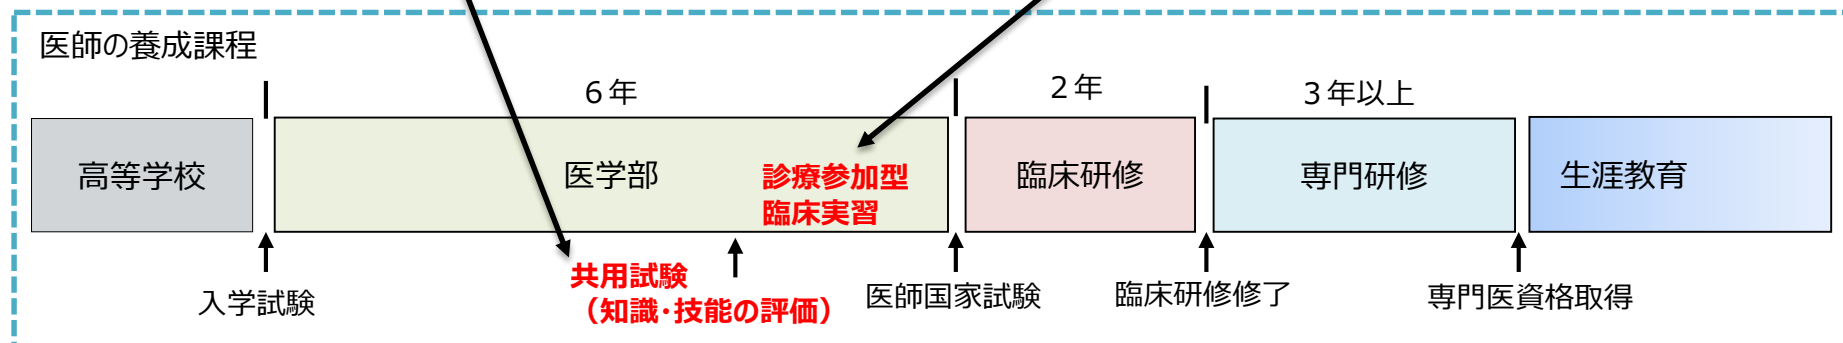 医師の養成課程
6年
2年
3年以上
高等学校
医学部
診療参加型
臨床実習
臨床研修
専門研修
生涯教育
入学試験
共用試験
（知識・技能の評価）
医師国家試験
臨床研修修了
専門医資格取得